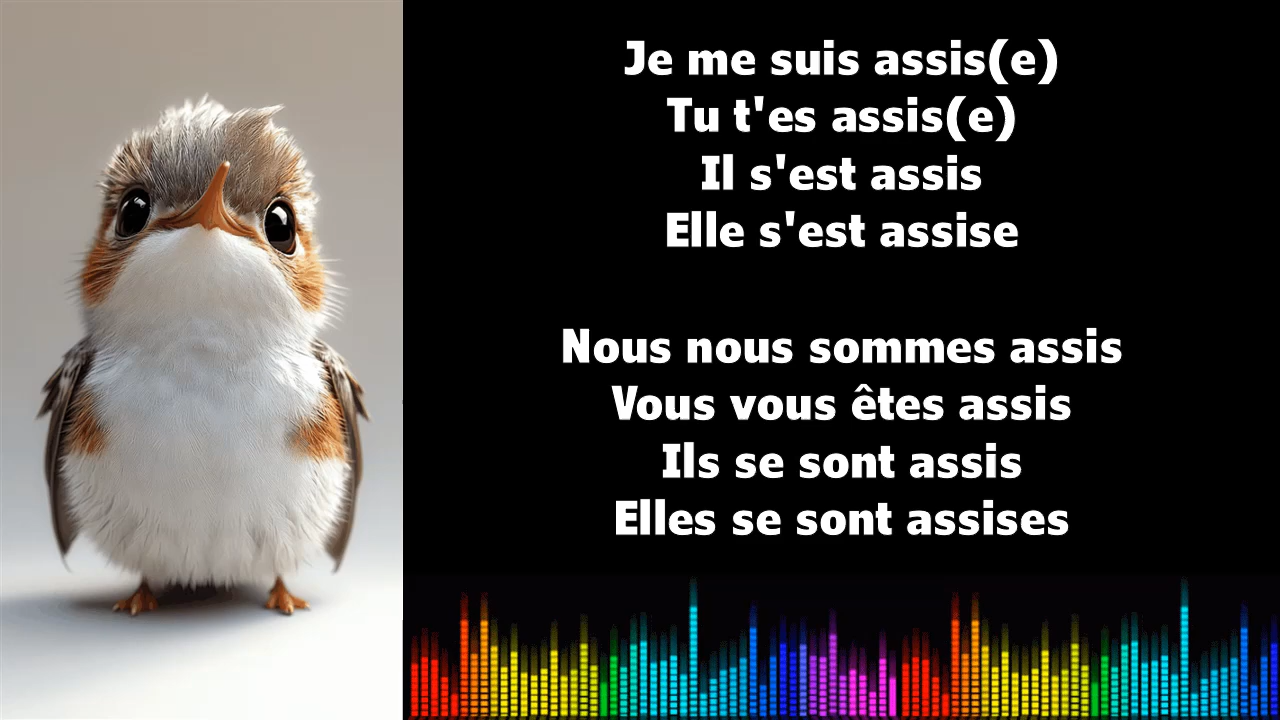 Je me suis assis(e)
Tu t'es assis(e)
Il s'est assis
Elle s'est assise
Nous nous sommes assis
Vous vous êtes assis
Ils se sont assis
Elles se sont assises